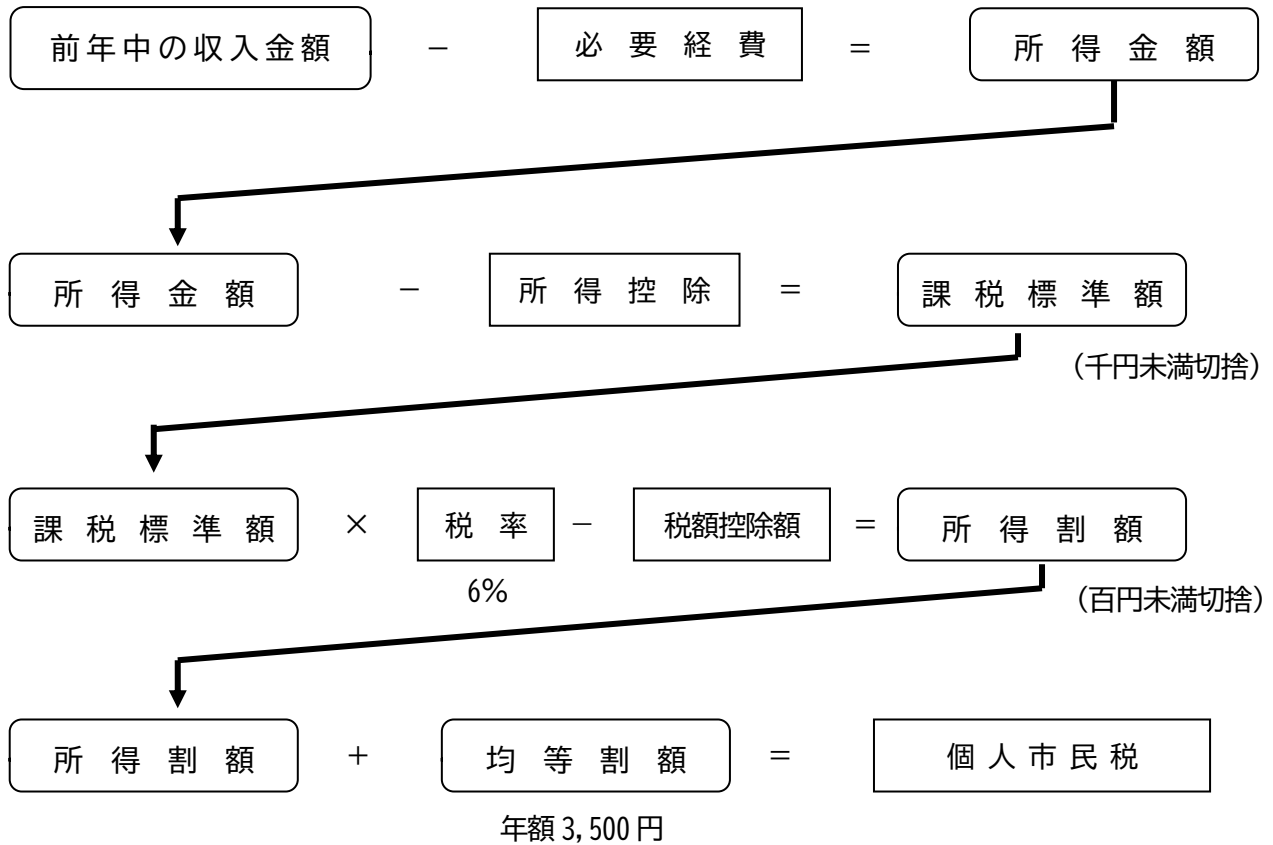 前年中の収入金額 － 必要経費 ＝ 所得金額
所得金額 － 所得控除 ＝ 課税標準額
（千円未満切捨）
課税標準額 × 税率 － 税額控除額 ＝ 所得割額
6％ （百円未満切捨）
所得割額 ＋ 均等割額 ＝ 個人市民税
年額3,500円